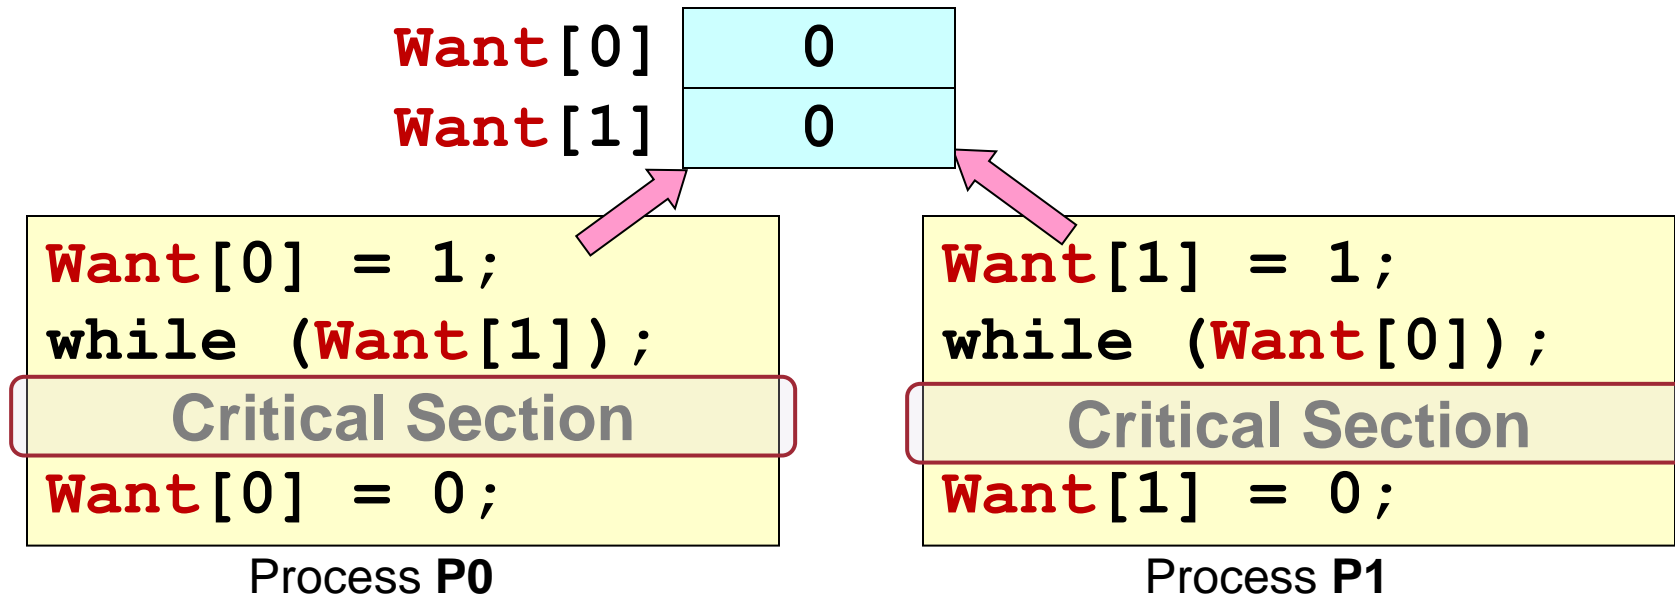 Want[0] 0
Want[1] 0
Want[0] = 1;
while (Want[1]);
Critical Section
Want[0] = 0;
Process P0
Want[1] = 1;
while (Want[0]);
Critical Section
Want[1] = 0;
Process P1